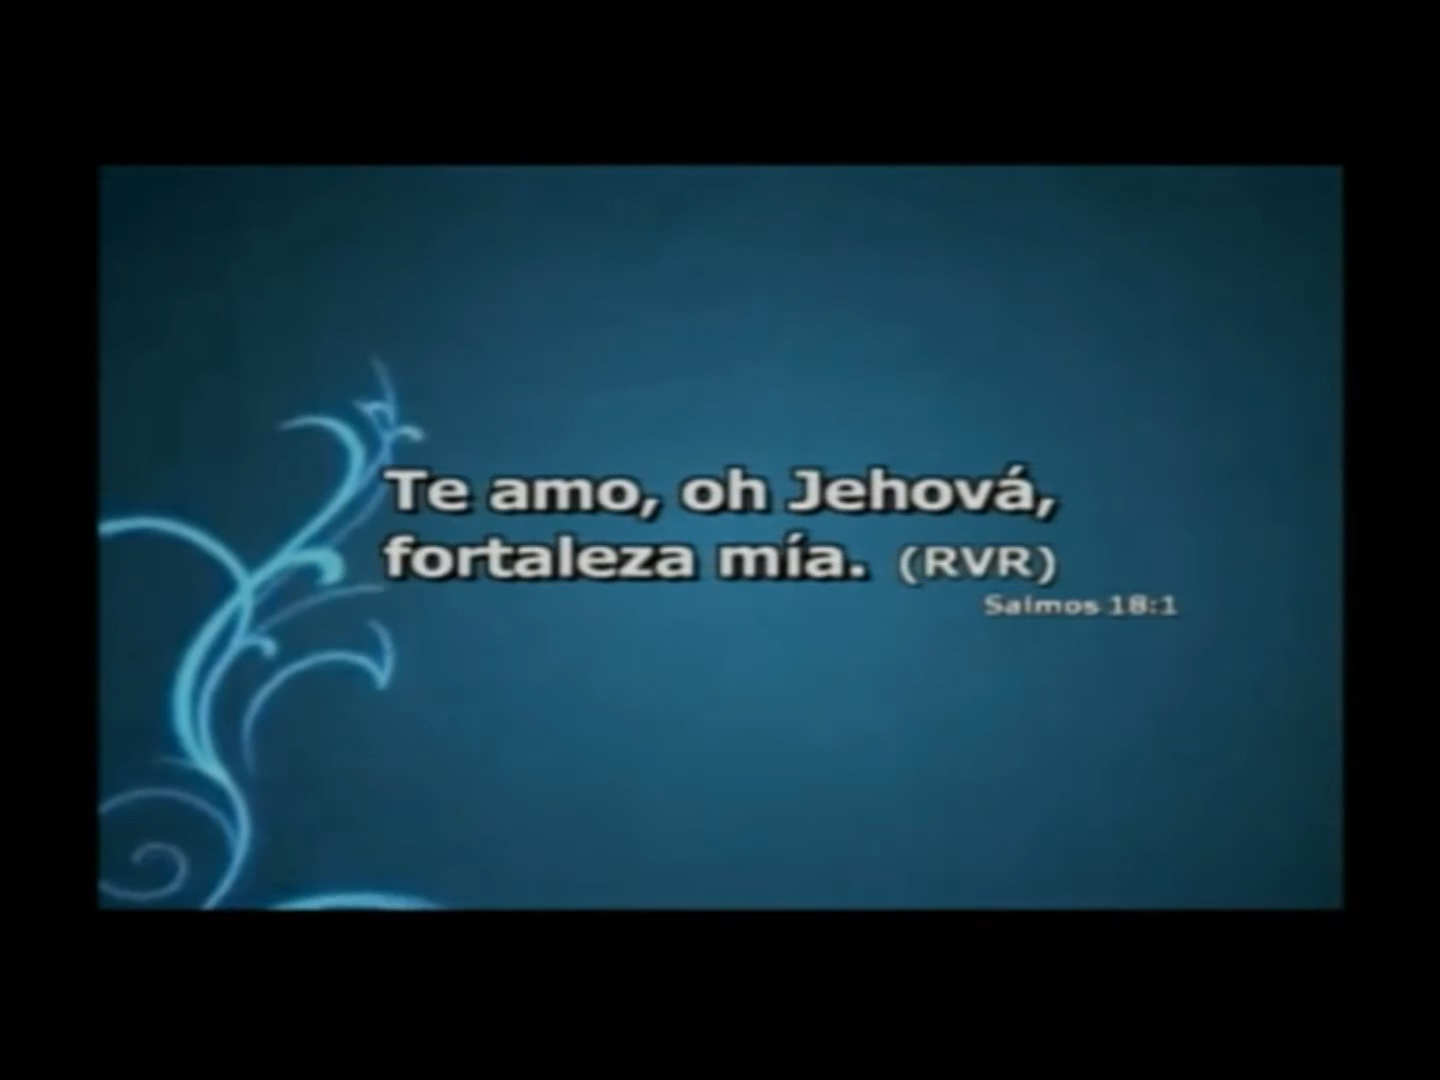 Te amo, oh Jehová,
fortaleza mía. (RVR)
Salmos 18:1